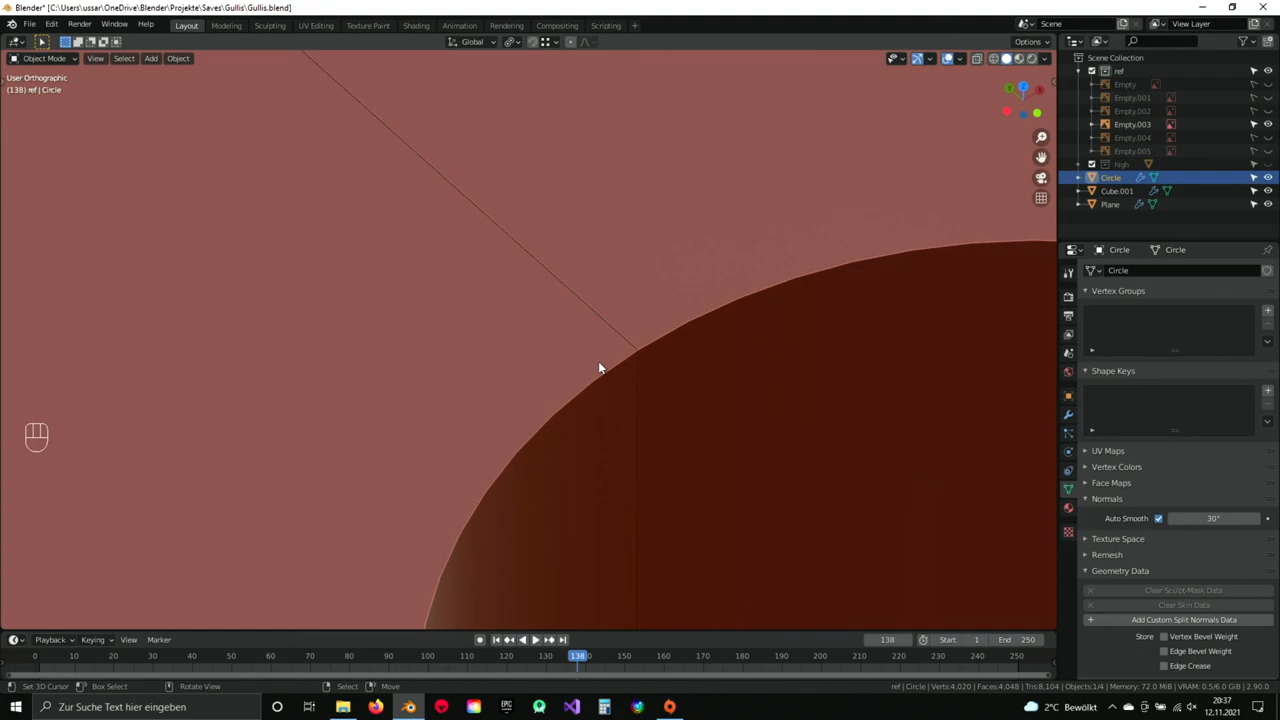 Blender* [C:\Users\ussar\OneDrive\Blender\Projekte\Saves\Gullis\Gullis.blend]
File Edit Render Window Help Layout Modeling Sculpting UV Editing Texture Paint Shading Animation Rendering Compositing Scripting + Scene View Layer
Global Options
Object Mode View Select Add Object
User Orthographic
(138) ref | Circle
Scene Collection
ref
Empty
Empty.001
Empty.002
Empty.003
Empty.004
Empty.005
high
Circle
Cube.001
Plane
Circle Circle
Circle
Vertex Groups
Shape Keys
UV Maps
Vertex Colors
Face Maps
Normals
Auto Smooth 30°
Texture Space
Remesh
Geometry Data
Clear Sculpt-Mask Data
Clear Skin Data
Add Custom Split Normals Data
Store Vertex Bevel Weight
Edge Bevel Weight
Edge Crease
Playback Keying View Marker 138 Start 1 End 250
0 10 20 30 40 50 60 70 80 90 100 110 120 130 138 150 160 170 180 190 200 210 220 230 240 250
Set 3D Cursor Box Select Rotate View Select Move ref | Circle | Verts:4,020 | Faces:4,048 | Tris:8,104 | Objects:1/4 | Memory: 72.0 MiB | VRAM: 0.5/6.0 GiB | 2.90.0
Zur Suche Text hier eingeben
2°C Bewölkt
20:37
12.11.2021